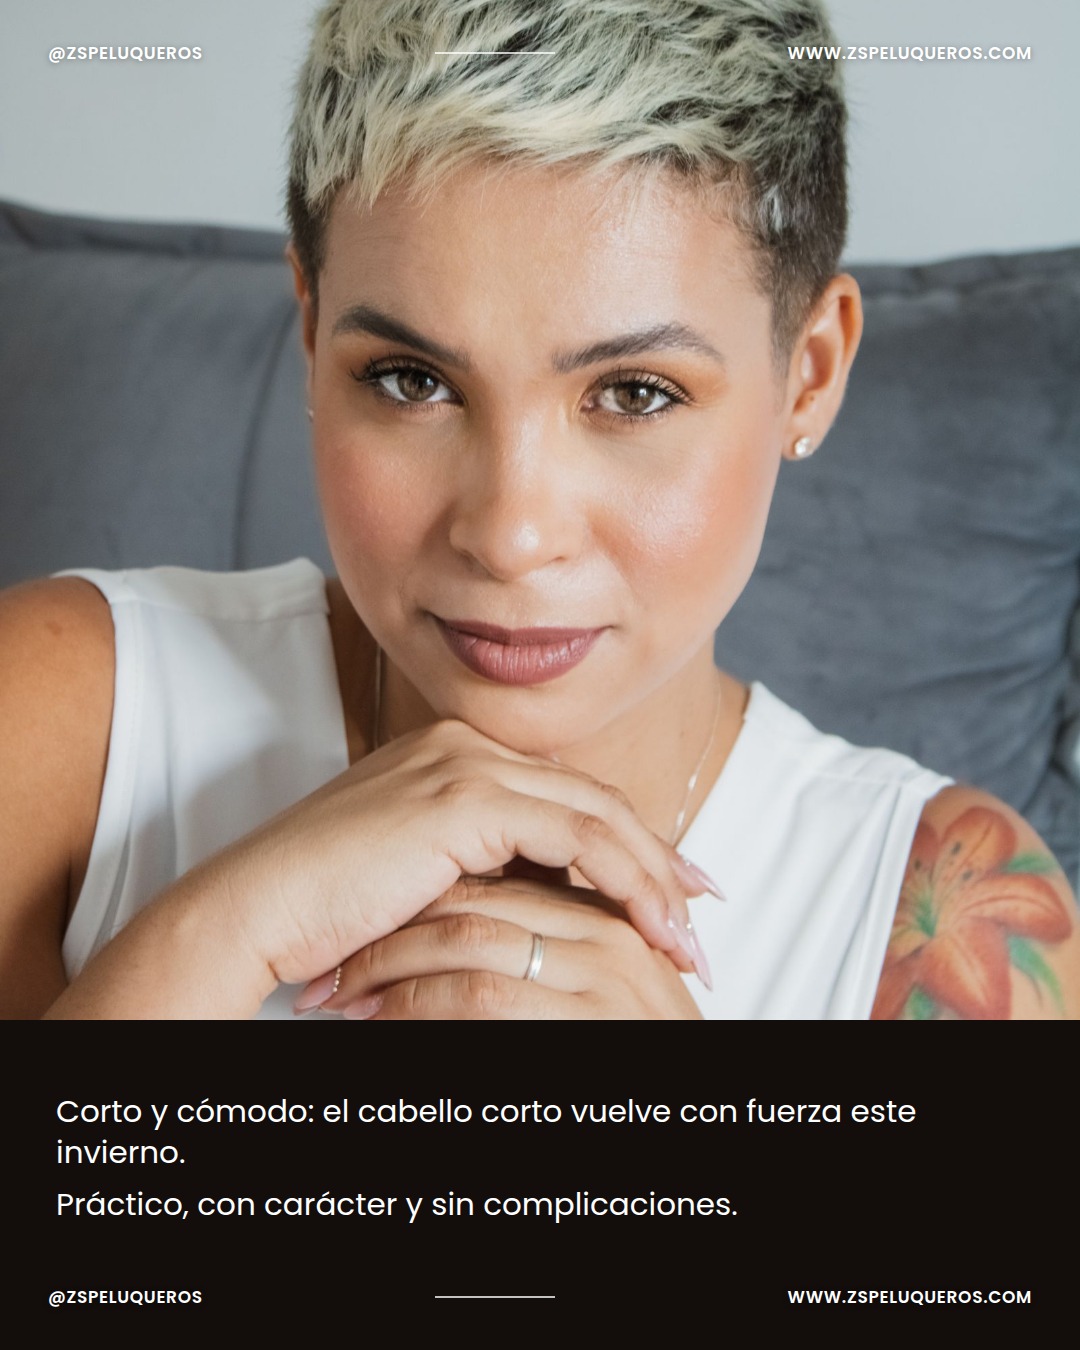 @ZSPELUQUEROS
WWW.ZSPELUQUEROS.COM
Corto y cómodo: el cabello corto vuelve con fuerza este
invierno.
Práctico, con carácter y sin complicaciones.
@ZSPELUQUEROS
WWW.ZSPELUQUEROS.COM